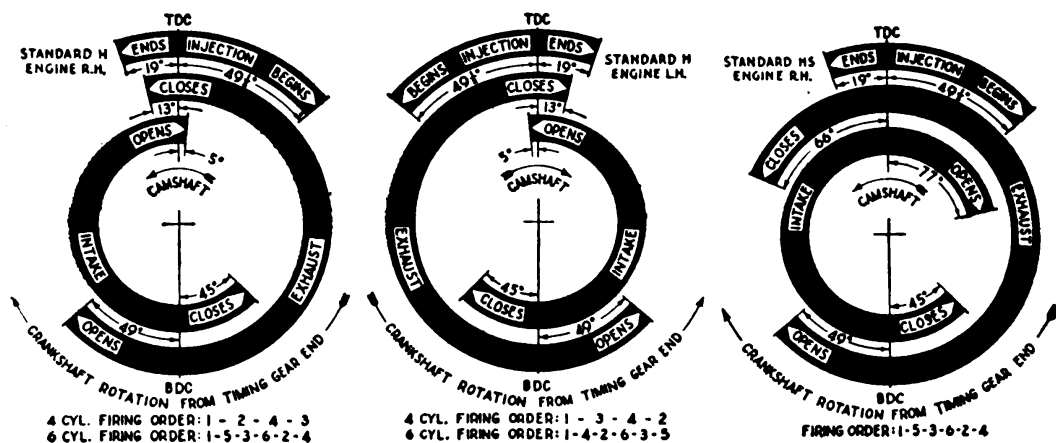 TDC
STANDARD H
ENGINE R.H.
ENDS INJECTION BEGINS
19° 49½°
CLOSES
13°
OPENS
5°
CAMSHAFT
INTAKE
EXHAUST
45°
CLOSES
49°
OPENS
BDC
CRANKSHAFT ROTATION FROM TIMING GEAR END
4 CYL. FIRING ORDER: 1 - 2 - 4 - 3
6 CYL. FIRING ORDER: 1-5-3-6-2-4
TDC
STANDARD H
ENGINE L.H.
BEGINS INJECTION ENDS
49½° 19°
CLOSES
13°
OPENS
5°
CAMSHAFT
EXHAUST
INTAKE
45°
CLOSES
49°
OPENS
BDC
CRANKSHAFT ROTATION FROM TIMING GEAR END
4 CYL. FIRING ORDER: 1 - 3 - 4 - 2
6 CYL. FIRING ORDER: 1-4-2-6-3-5
TDC
STANDARD HS
ENGINE R.H.
ENDS INJECTION BEGINS
19° 49½°
CLOSES
66°
OPENS
77°
CAMSHAFT
INTAKE
EXHAUST
45°
CLOSES
49°
OPENS
BDC
CRANKSHAFT ROTATION FROM TIMING GEAR END
FIRING ORDER: 1-5-3-6-2-4